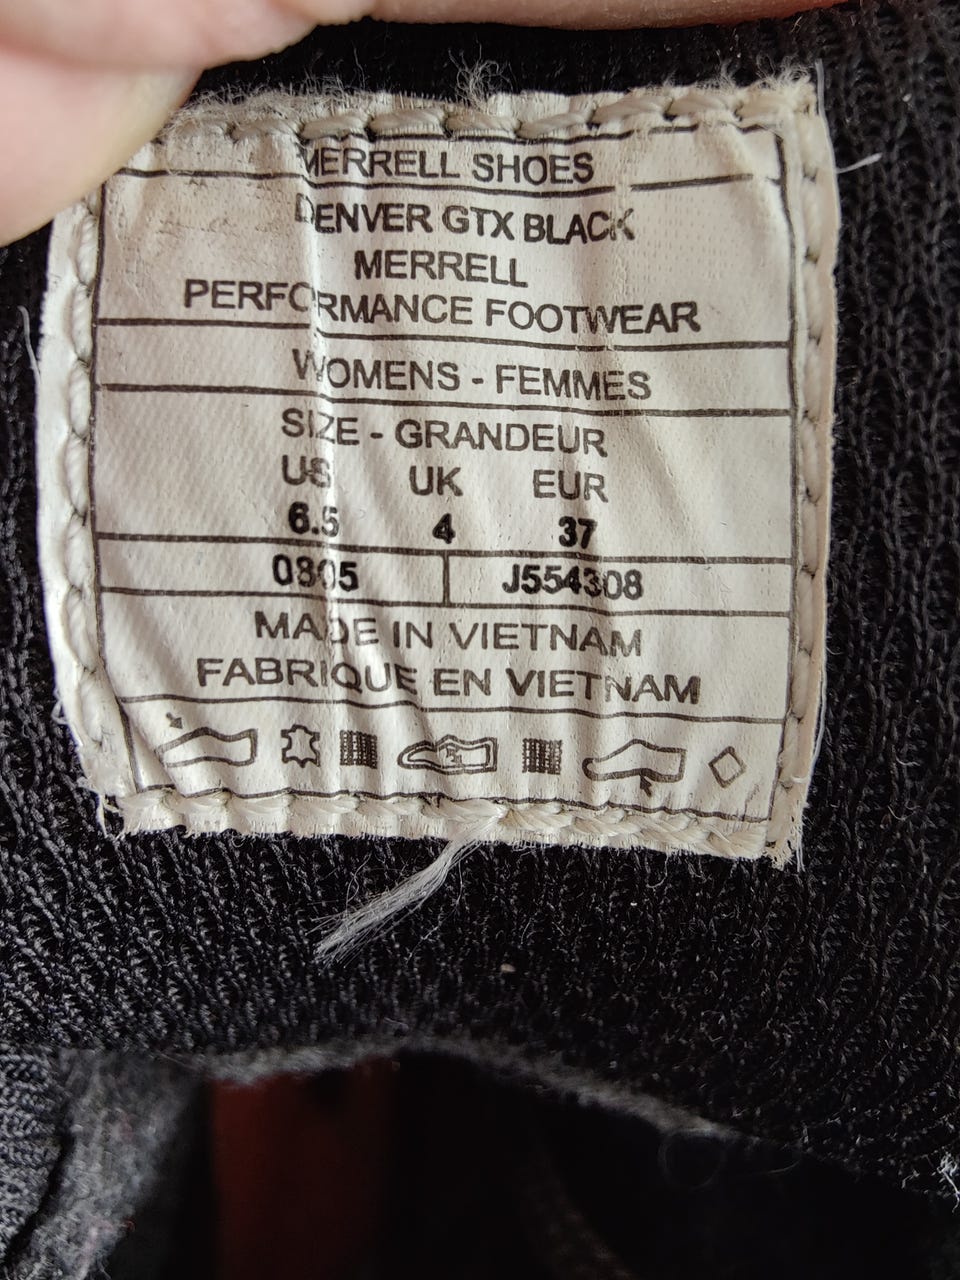 MERRELL SHOES
DENVER GTX BLACK
MERRELL
PERFORMANCE FOOTWEAR
WOMENS - FEMMES
SIZE - GRANDEUR
US UK EUR
6.5 4 37
0805 J554308
MADE IN VIETNAM
FABRIQUE EN VIETNAM